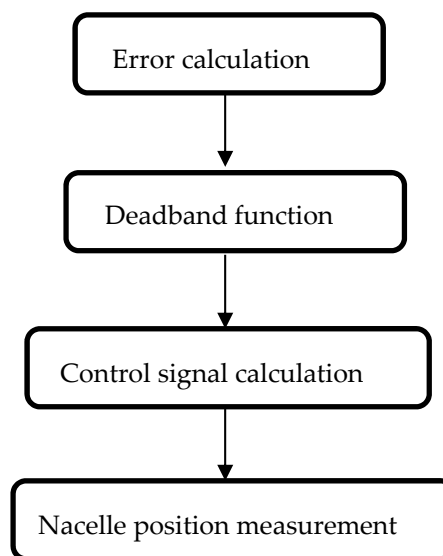 Error calculation
Deadband function
Control signal calculation
Nacelle position measurement